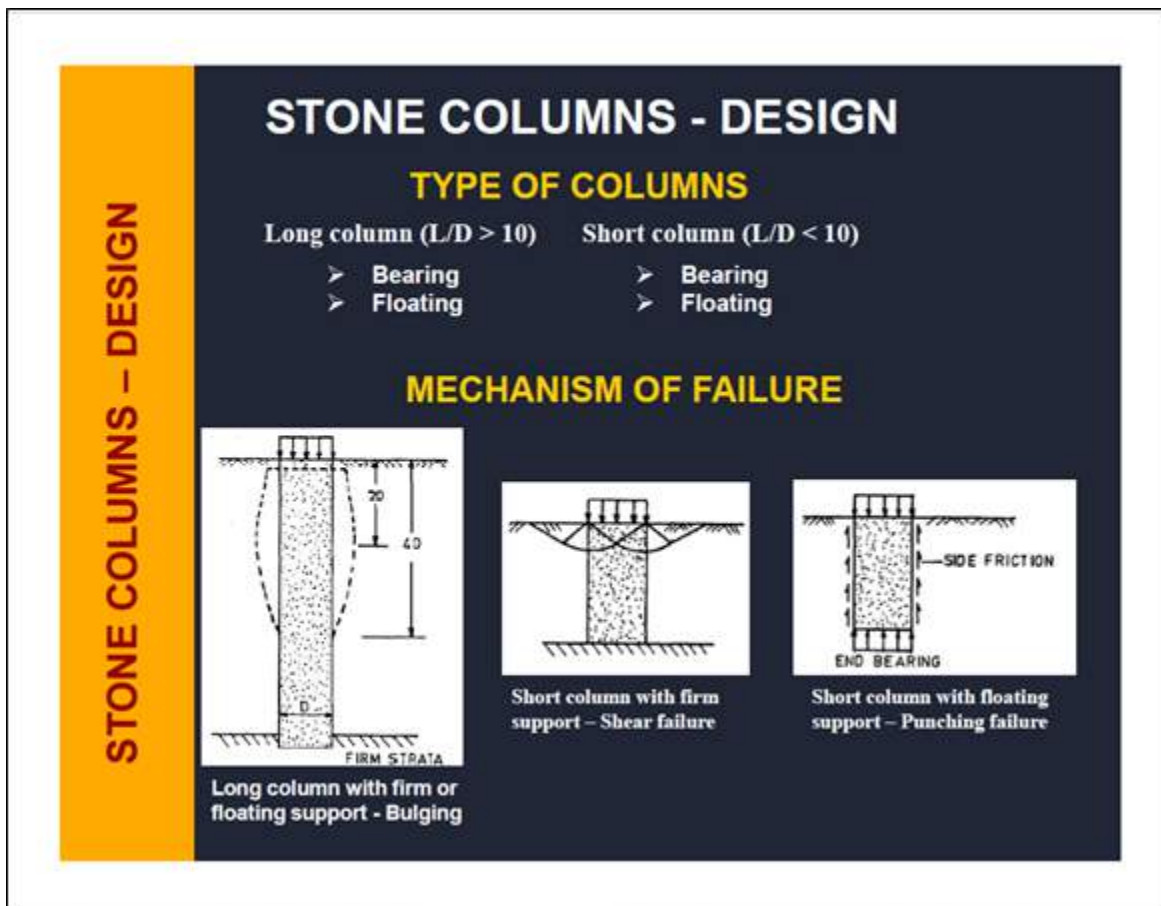 STONE COLUMNS – DESIGN
STONE COLUMNS - DESIGN
TYPE OF COLUMNS
Long column (L/D > 10)
➢ Bearing
➢ Floating
Short column (L/D < 10)
➢ Bearing
➢ Floating
MECHANISM OF FAILURE
2D
4D
D
FIRM STRATA
Long column with firm or
floating support - Bulging
Short column with firm
support – Shear failure
SIDE FRICTION
END BEARING
Short column with floating
support – Punching failure